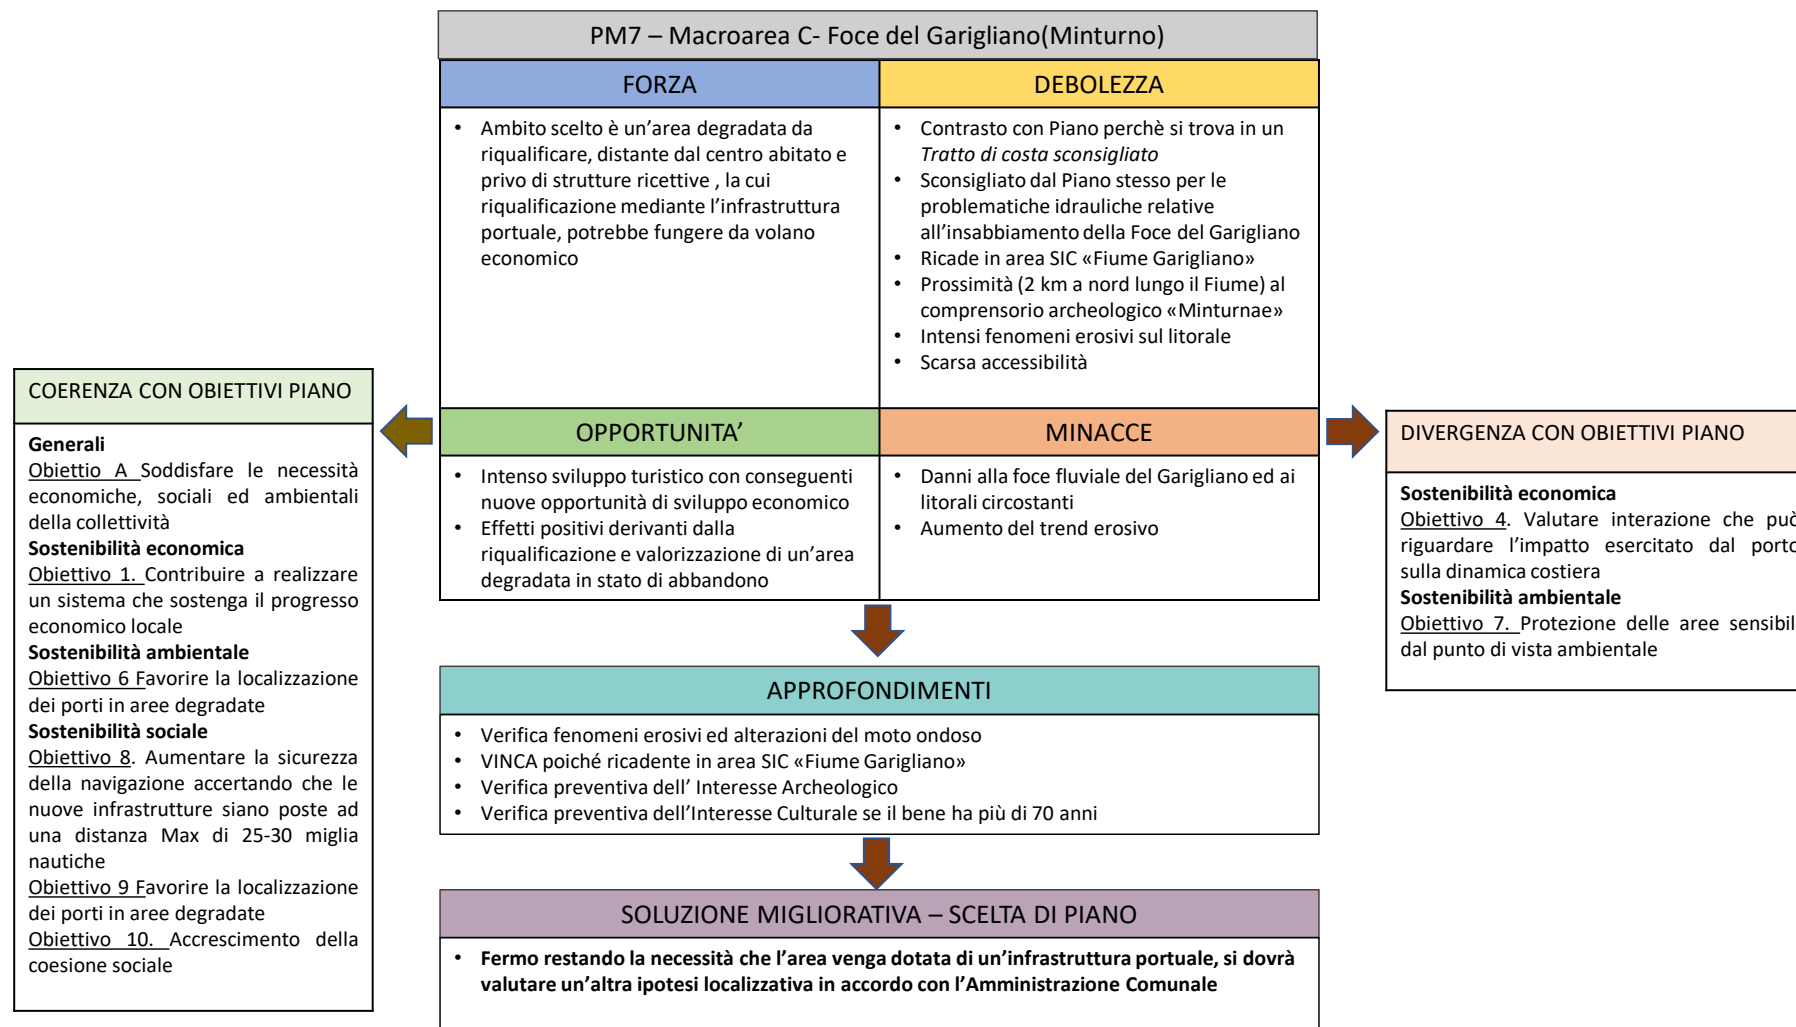 PM7 – Macroarea C- Foce del Garigliano(Minturno)
FORZA
• Ambito scelto è un’area degradata da
riqualificare, distante dal centro abitato e
privo di strutture ricettive , la cui
riqualificazione mediante l’infrastruttura
portuale, potrebbe fungere da volano
economico
DEBOLEZZA
• Contrasto con Piano perchè si trova in un
Tratto di costa sconsigliato
• Sconsigliato dal Piano stesso per le
problematiche idrauliche relative
all’insabbiamento della Foce del Garigliano
• Ricade in area SIC «Fiume Garigliano»
• Prossimità (2 km a nord lungo il Fiume) al
comprensorio archeologico «Minturnae»
• Intensi fenomeni erosivi sul litorale
• Scarsa accessibilità
OPPORTUNITA’
• Intenso sviluppo turistico con conseguenti
nuove opportunità di sviluppo economico
• Effetti positivi derivanti dalla
riqualificazione e valorizzazione di un’area
degradata in stato di abbandono
MINACCE
• Danni alla foce fluviale del Garigliano ed ai
litorali circostanti
• Aumento del trend erosivo
COERENZA CON OBIETTIVI PIANO
Generali
Obiettio A Soddisfare le necessità
economiche, sociali ed ambientali
della collettività
Sostenibilità economica
Obiettivo 1. Contribuire a realizzare
un sistema che sostenga il progresso
economico locale
Sostenibilità ambientale
Obiettivo 6 Favorire la localizzazione
dei porti in aree degradate
Sostenibilità sociale
Obiettivo 8. Aumentare la sicurezza
della navigazione accertando che le
nuove infrastrutture siano poste ad
una distanza Max di 25-30 miglia
nautiche
Obiettivo 9 Favorire la localizzazione
dei porti in aree degradate
Obiettivo 10. Accrescimento della
coesione sociale
DIVERGENZA CON OBIETTIVI PIANO
Sostenibilità economica
Obiettivo 4. Valutare interazione che può
riguardare l’impatto esercitato dal porto
sulla dinamica costiera
Sostenibilità ambientale
Obiettivo 7. Protezione delle aree sensibil
dal punto di vista ambientale
APPROFONDIMENTI
• Verifica fenomeni erosivi ed alterazioni del moto ondoso
• VINCA poiché ricadente in area SIC «Fiume Garigliano»
• Verifica preventiva dell’ Interesse Archeologico
• Verifica preventiva dell’Interesse Culturale se il bene ha più di 70 anni
SOLUZIONE MIGLIORATIVA – SCELTA DI PIANO
• Fermo restando la necessità che l’area venga dotata di un’infrastruttura portuale, si dovrà
valutare un’altra ipotesi localizzativa in accordo con l’Amministrazione Comunale